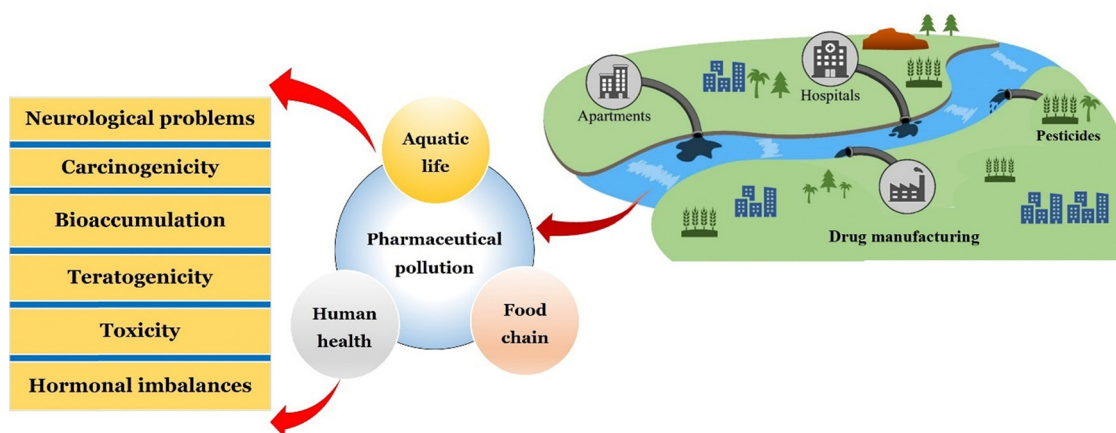 Neurological problems
Carcinogenicity
Bioaccumulation
Teratogenicity
Toxicity
Hormonal imbalances
Aquatic
life
Pharmaceutical
pollution
Human
health
Food
chain
Apartments
Hospitals
Pesticides
Drug manufacturing